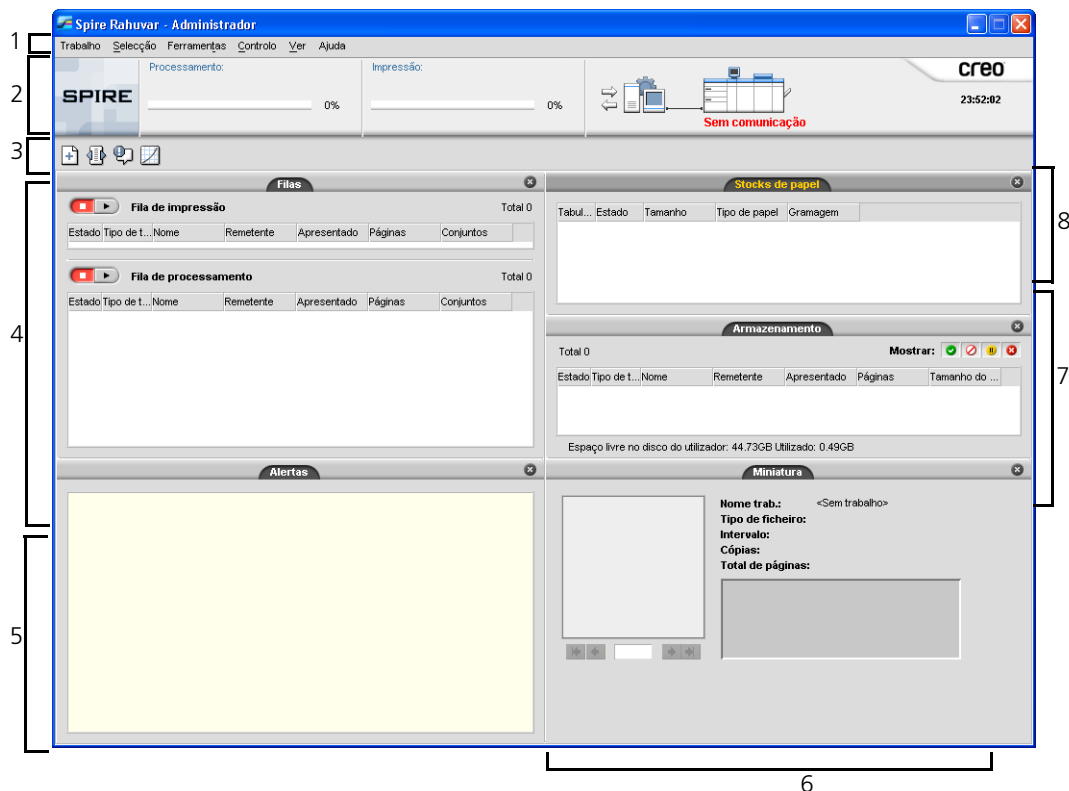 Spire Rahuvar - Administrador
1
Trabalho Selecção Ferramentas Controlo Ver Ajuda
2
SPIRE
Processamento:
0%
Impressão:
0%
Sem comunicação
creo
23:52:02
3
Filas
Fila de impressão Total 0
Estado Tipo de t... Nome Remetente Apresentado Páginas Conjuntos
Fila de processamento Total 0
Estado Tipo de t... Nome Remetente Apresentado Páginas Conjuntos
4
Stocks de papel
Tabul... Estado Tamanho Tipo de papel Gramagem
8
Armazenamento
Total 0 Mostrar:
Estado Tipo de t... Nome Remetente Apresentado Páginas Tamanho do ...
Espaço livre no disco do utilizador: 44.73GB Utilizado: 0.49GB
7
Alertas
5
Miniatura
Nome trab.: <Sem trabalho>
Tipo de ficheiro:
Intervalo:
Cópias:
Total de páginas:
6